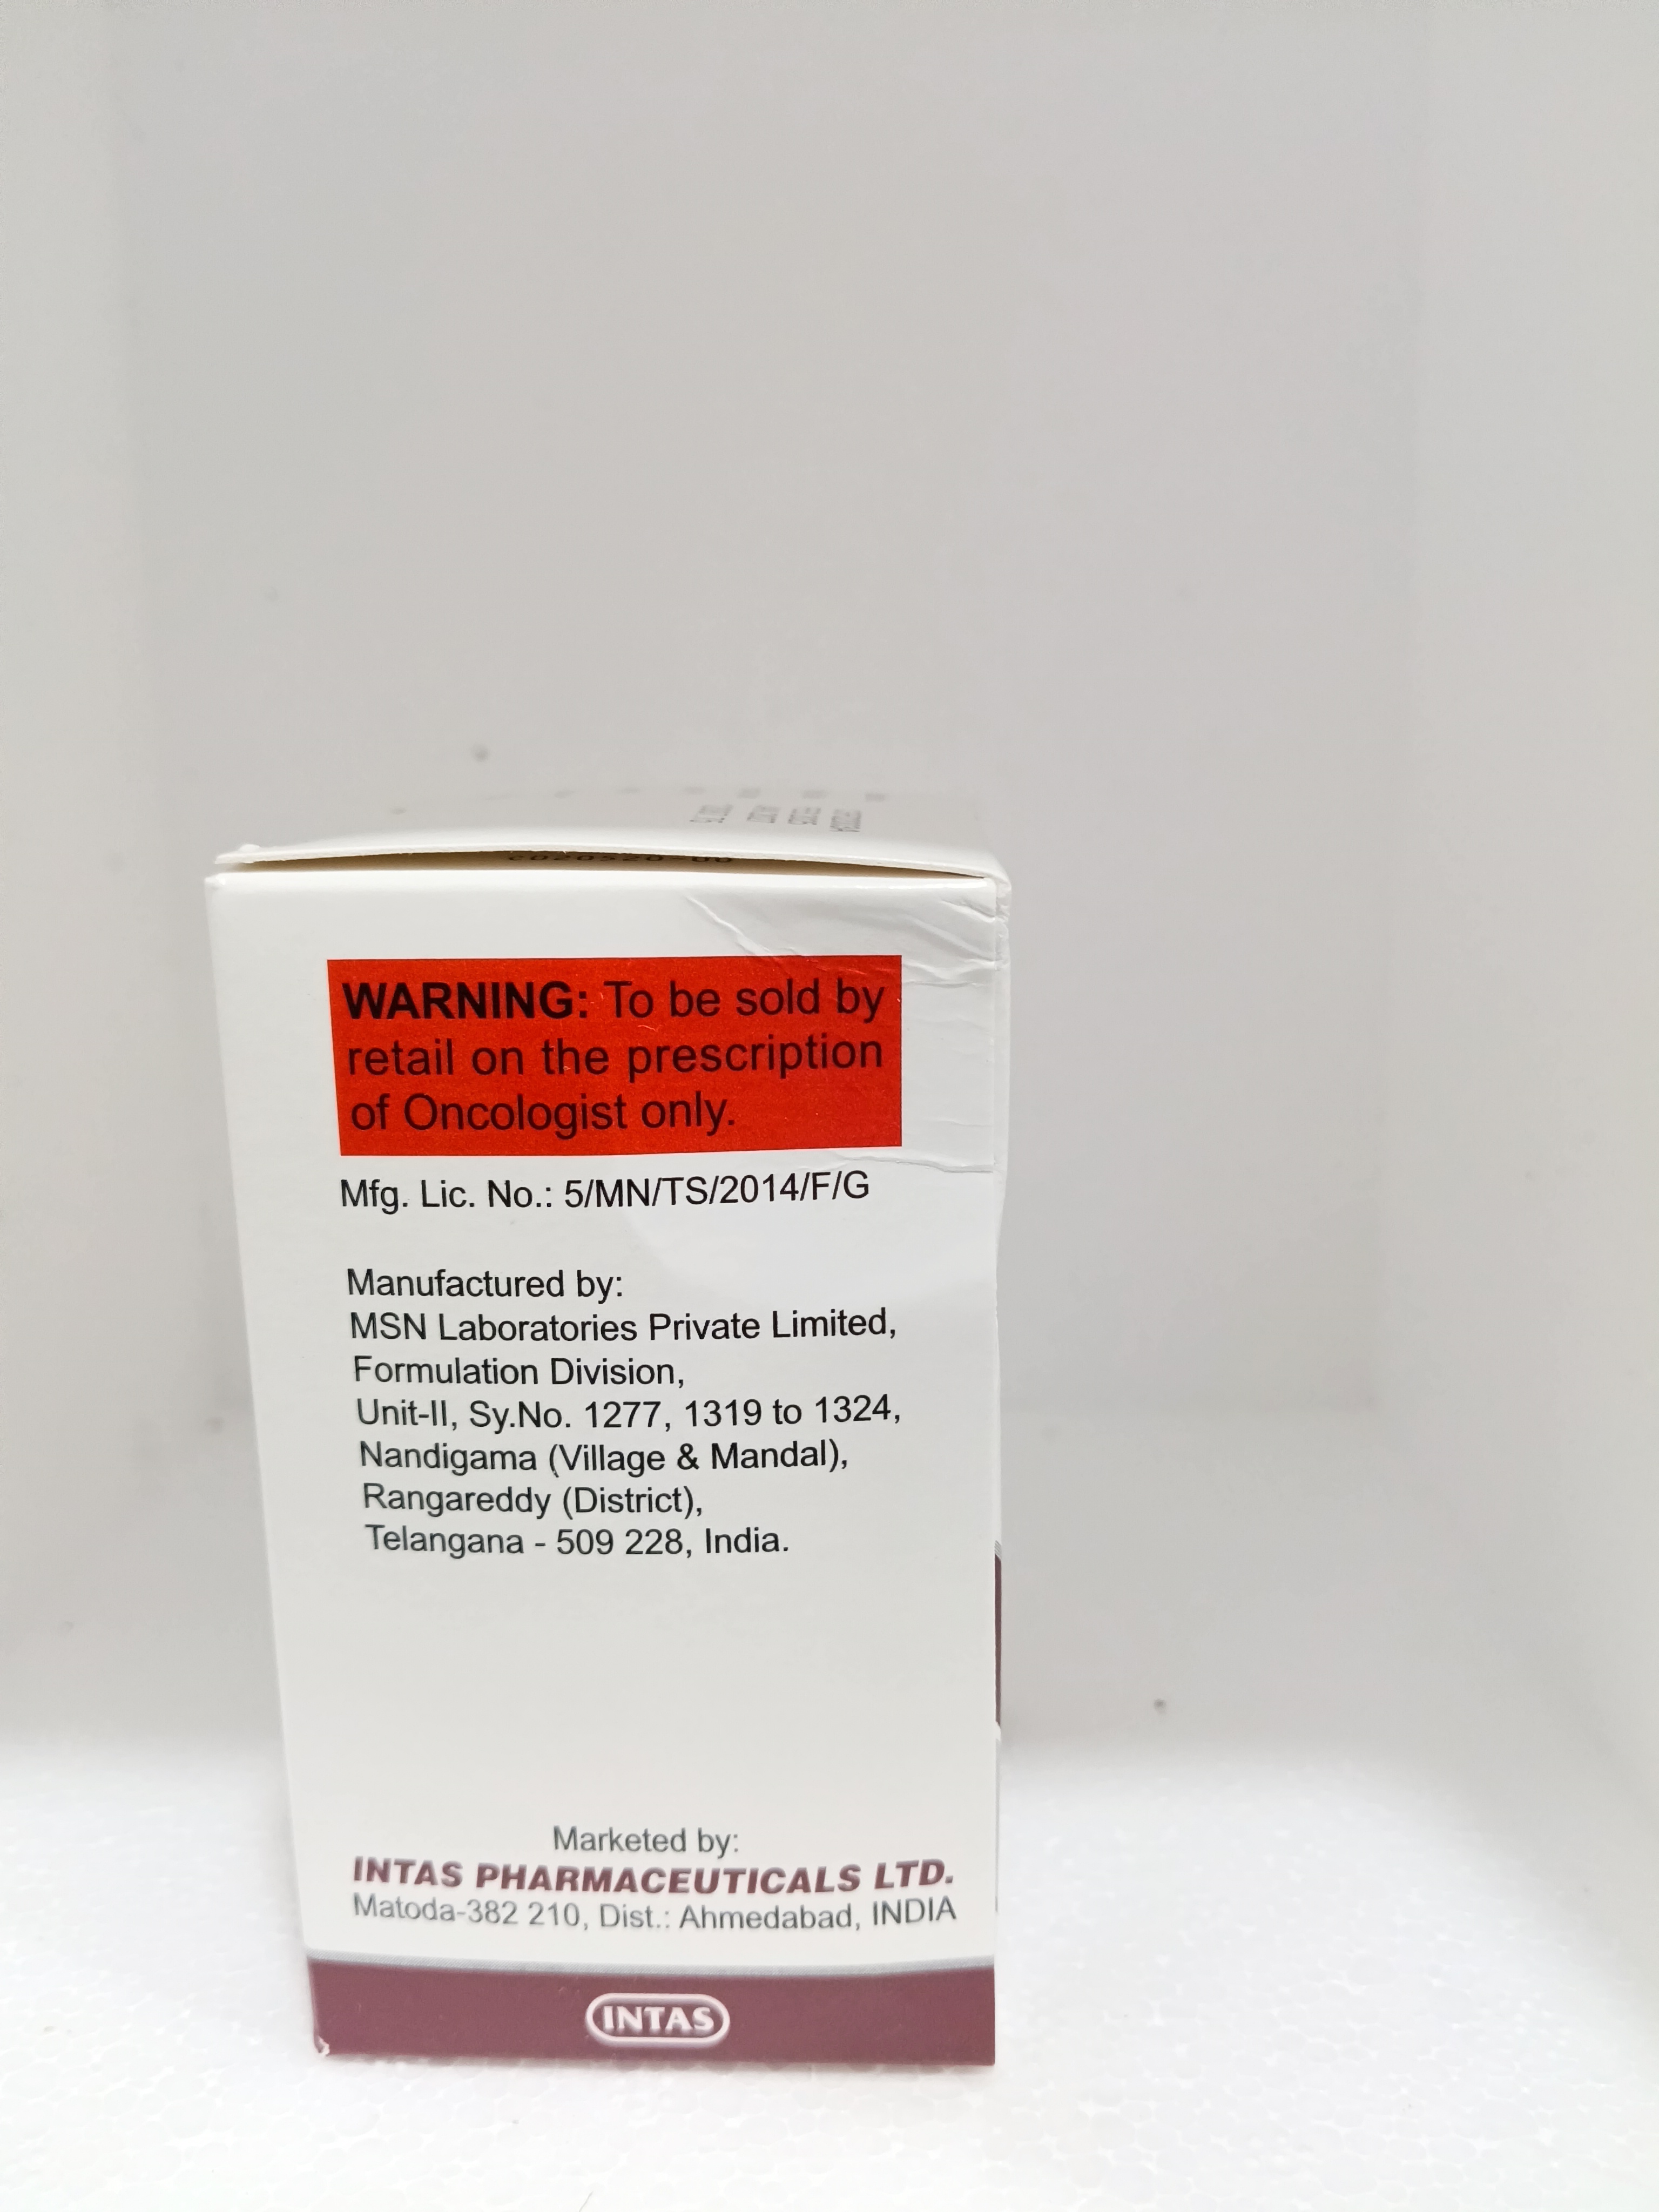 WARNING: To be sold by
retail on the prescription
of Oncologist only.
Mfg. Lic. No.: 5/MN/TS/2014/F/G
Manufactured by:
MSN Laboratories Private Limited,
Formulation Division,
Unit-II, Sy.No. 1277, 1319 to 1324,
Nandigama (Village & Mandal),
Rangareddy (District),
Telangana - 509 228, India.
Marketed by:
INTAS PHARMACEUTICALS LTD.
Matoda-382 210, Dist.: Ahmedabad, INDIA
INTAS